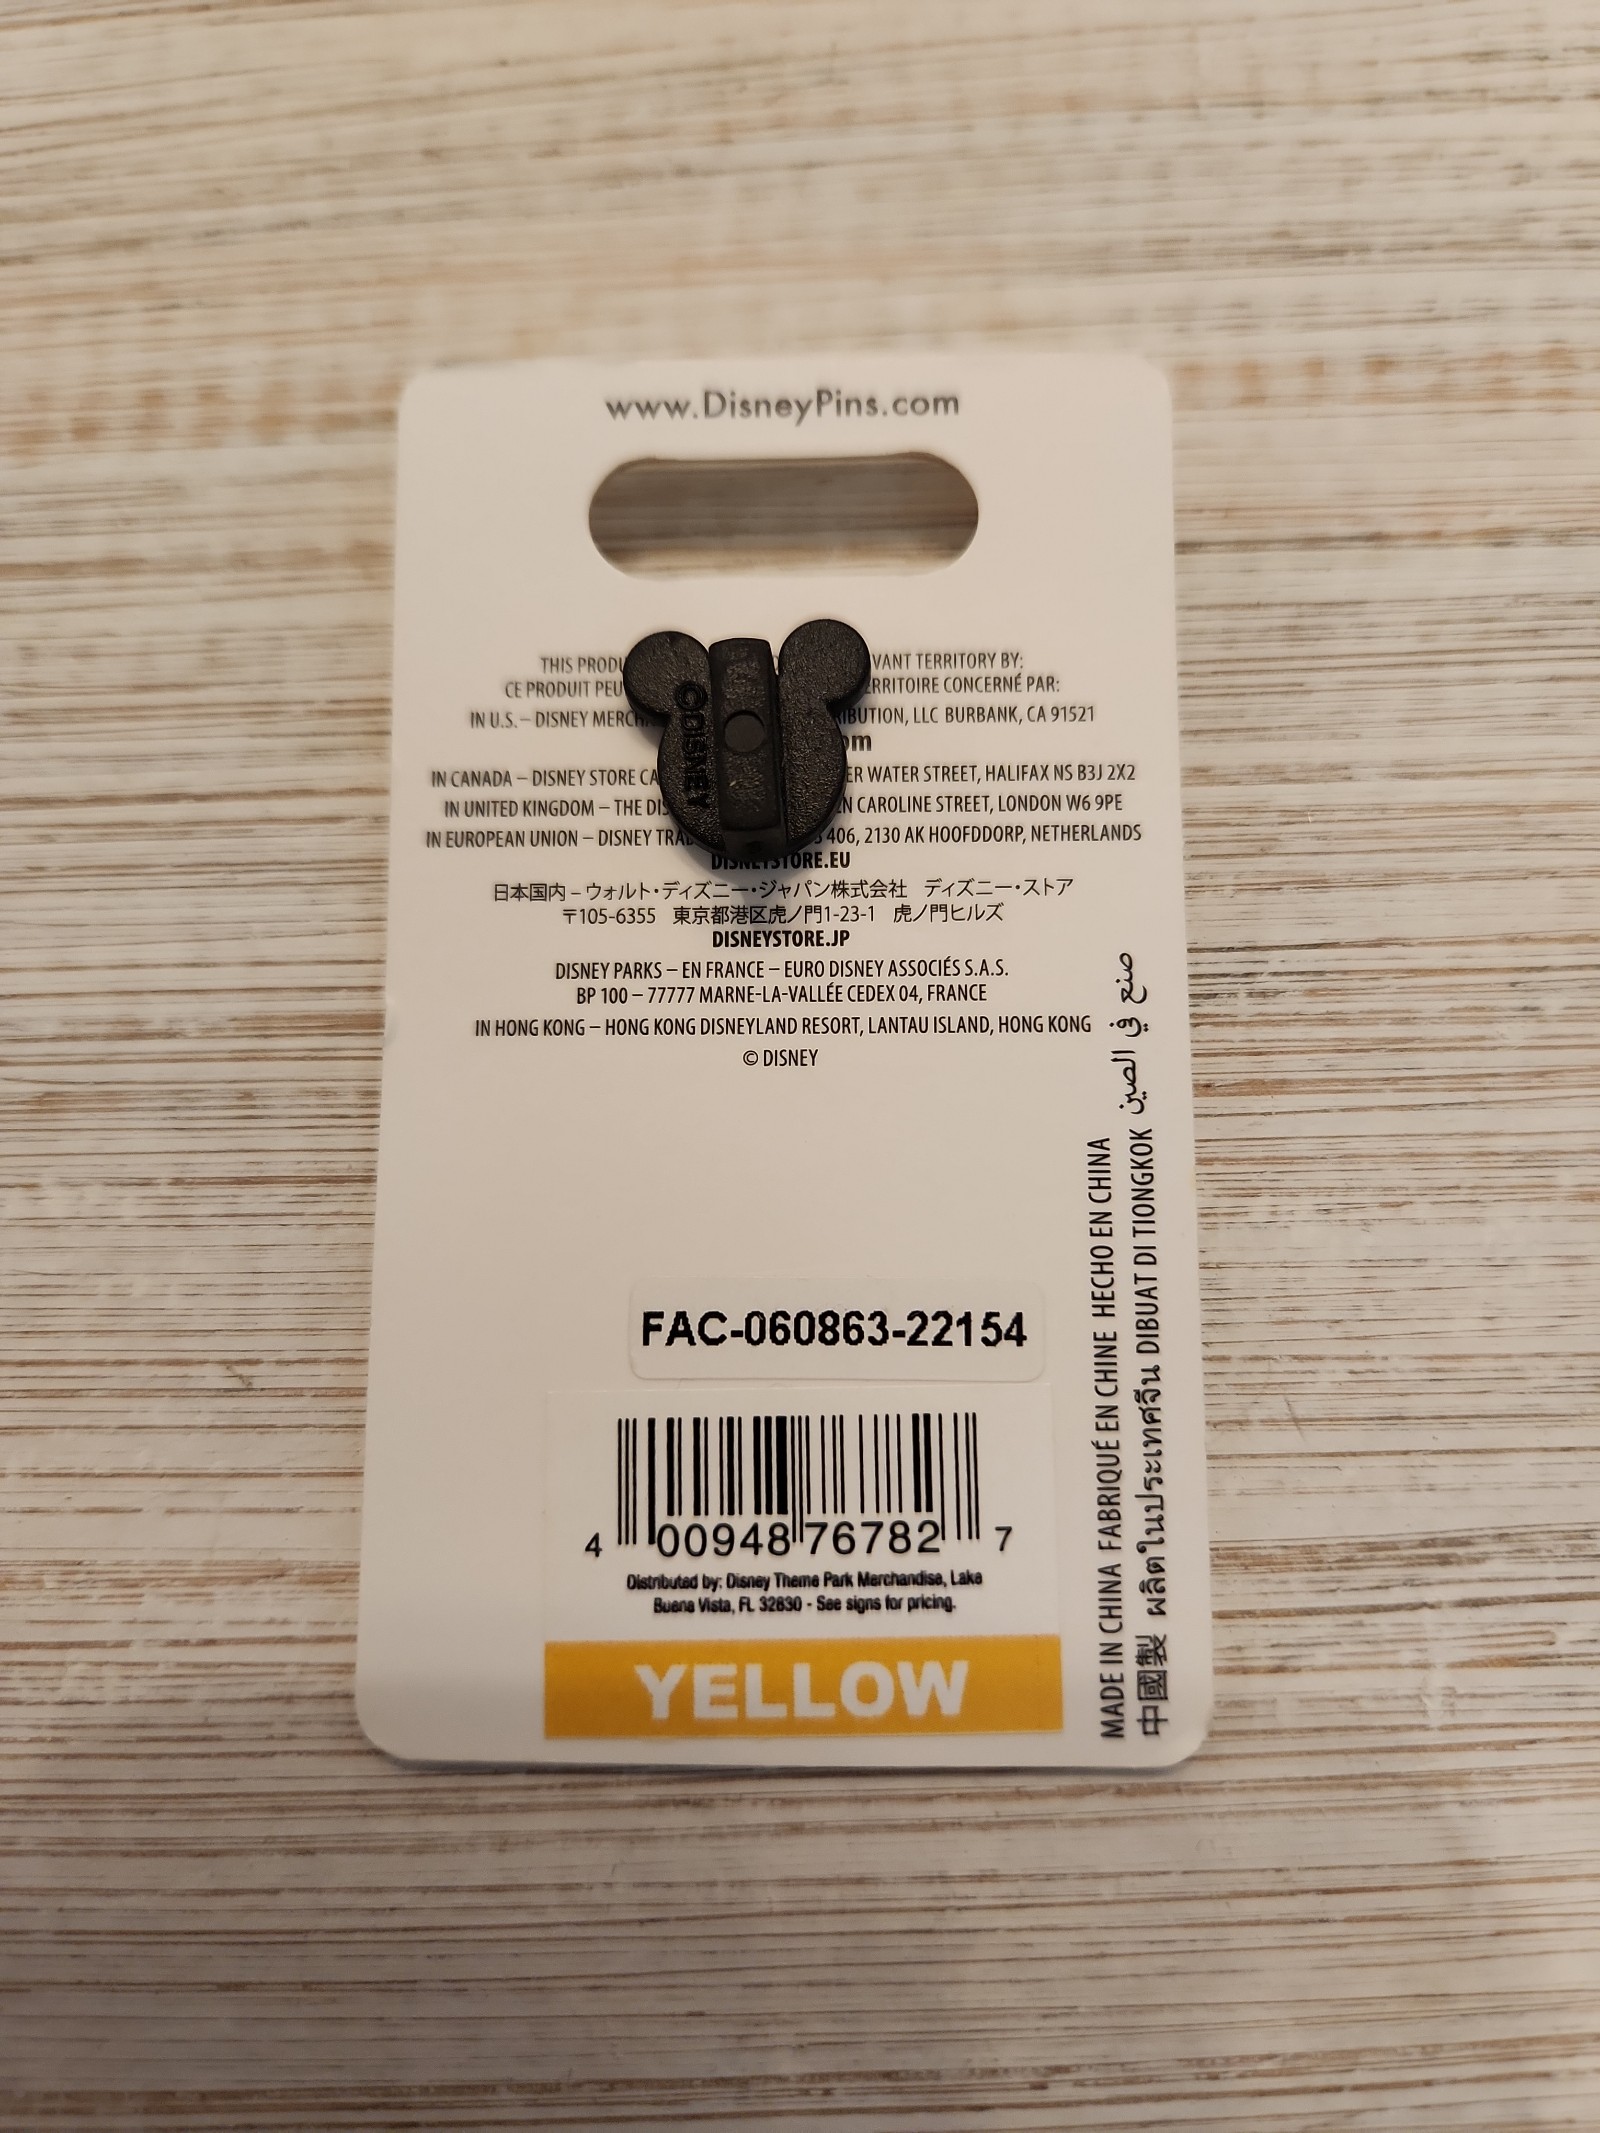 www.DisneyPins.com
THIS VANT TERRITORY BY:
CE PRODUIT CONCERNÉ PAR:
IN U.S. – DISNEY LLC BURBANK, CA 91521
©DISNEY
IN CANADA – DISNEY STORE WATER STREET, HALIFAX NS B3J 2X2
IN UNITED KINGDOM – THE CAROLINE STREET, LONDON W6 9PE
IN EUROPEAN UNION – DISNEY 406, 2130 AK HOOFDDORP, NETHERLANDS
DISNEYSTORE.EU
日本国内 – ウォルト・ディズニー・ジャパン株式会社 ディズニー・ストア
〒105-6355 東京都港区虎ノ門1-23-1 虎ノ門ヒルズ
DISNEYSTORE.JP
DISNEY PARKS – EN FRANCE – EURO DISNEY ASSOCIÉS S.A.S.
BP 100 – 77777 MARNE-LA-VALLÉE CEDEX 04, FRANCE
IN HONG KONG – HONG KONG DISNEYLAND RESORT, LANTAU ISLAND, HONG KONG
© DISNEY
FAC-060863-22154
4 00948 76782 7
Distributed by: Disney Theme Park Merchandise, Lake
Buena Vista, FL 32830 - See signs for pricing.
YELLOW
MADE IN CHINA FABRIQUÉ EN CHINE HECHO EN CHINA
中國製 ผลิตในประเทศจีน DIBUAT DI TIONGKOK صنع في الصين